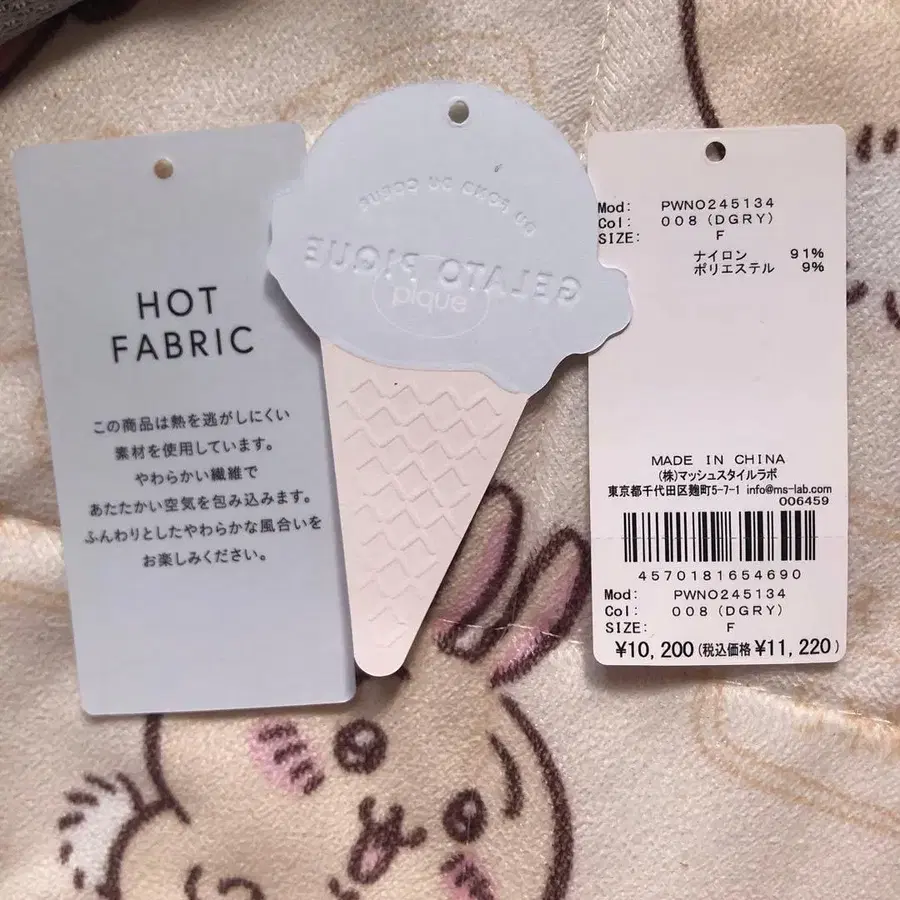 HOT
FABRIC
この商品は熱を逃がしにくい
素材を使用しています。
やわらかい繊維で
あたたかい空気を包み込みます。
ふんわりとしたやわらかな風合いを
お楽しみください。
DU FOND DU COEUR
GELATO PIQUE
pique
Mod: PWNO245134
Col: 008(DGRY)
SIZE: F
ナイロン 91%
ポリエステル 9%
MADE IN CHINA
(株)マッシュスタイルラボ
東京都千代田区麹町5-7-1 info@ms-lab.com
006459
4570181654690
Mod: PWNO245134
Col: 008(DGRY)
SIZE: F
¥10,200(税込価格¥11,220)